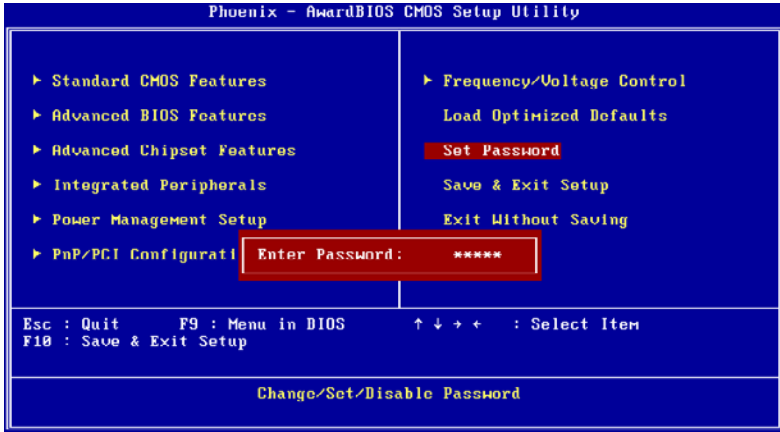 Phoenix - AwardBIOS CMOS Setup Utility
► Standard CMOS Features
► Advanced BIOS Features
► Advanced Chipset Features
► Integrated Peripherals
► Power Management Setup
► PnP/PCI Configurati
► Frequency/Voltage Control
Load Optimized Defaults
Set Password
Save & Exit Setup
Exit Without Saving
Enter Password: *****
Esc : Quit F9 : Menu in BIOS ↑ ↓ → ← : Select Item
F10 : Save & Exit Setup
Change/Set/Disable Password